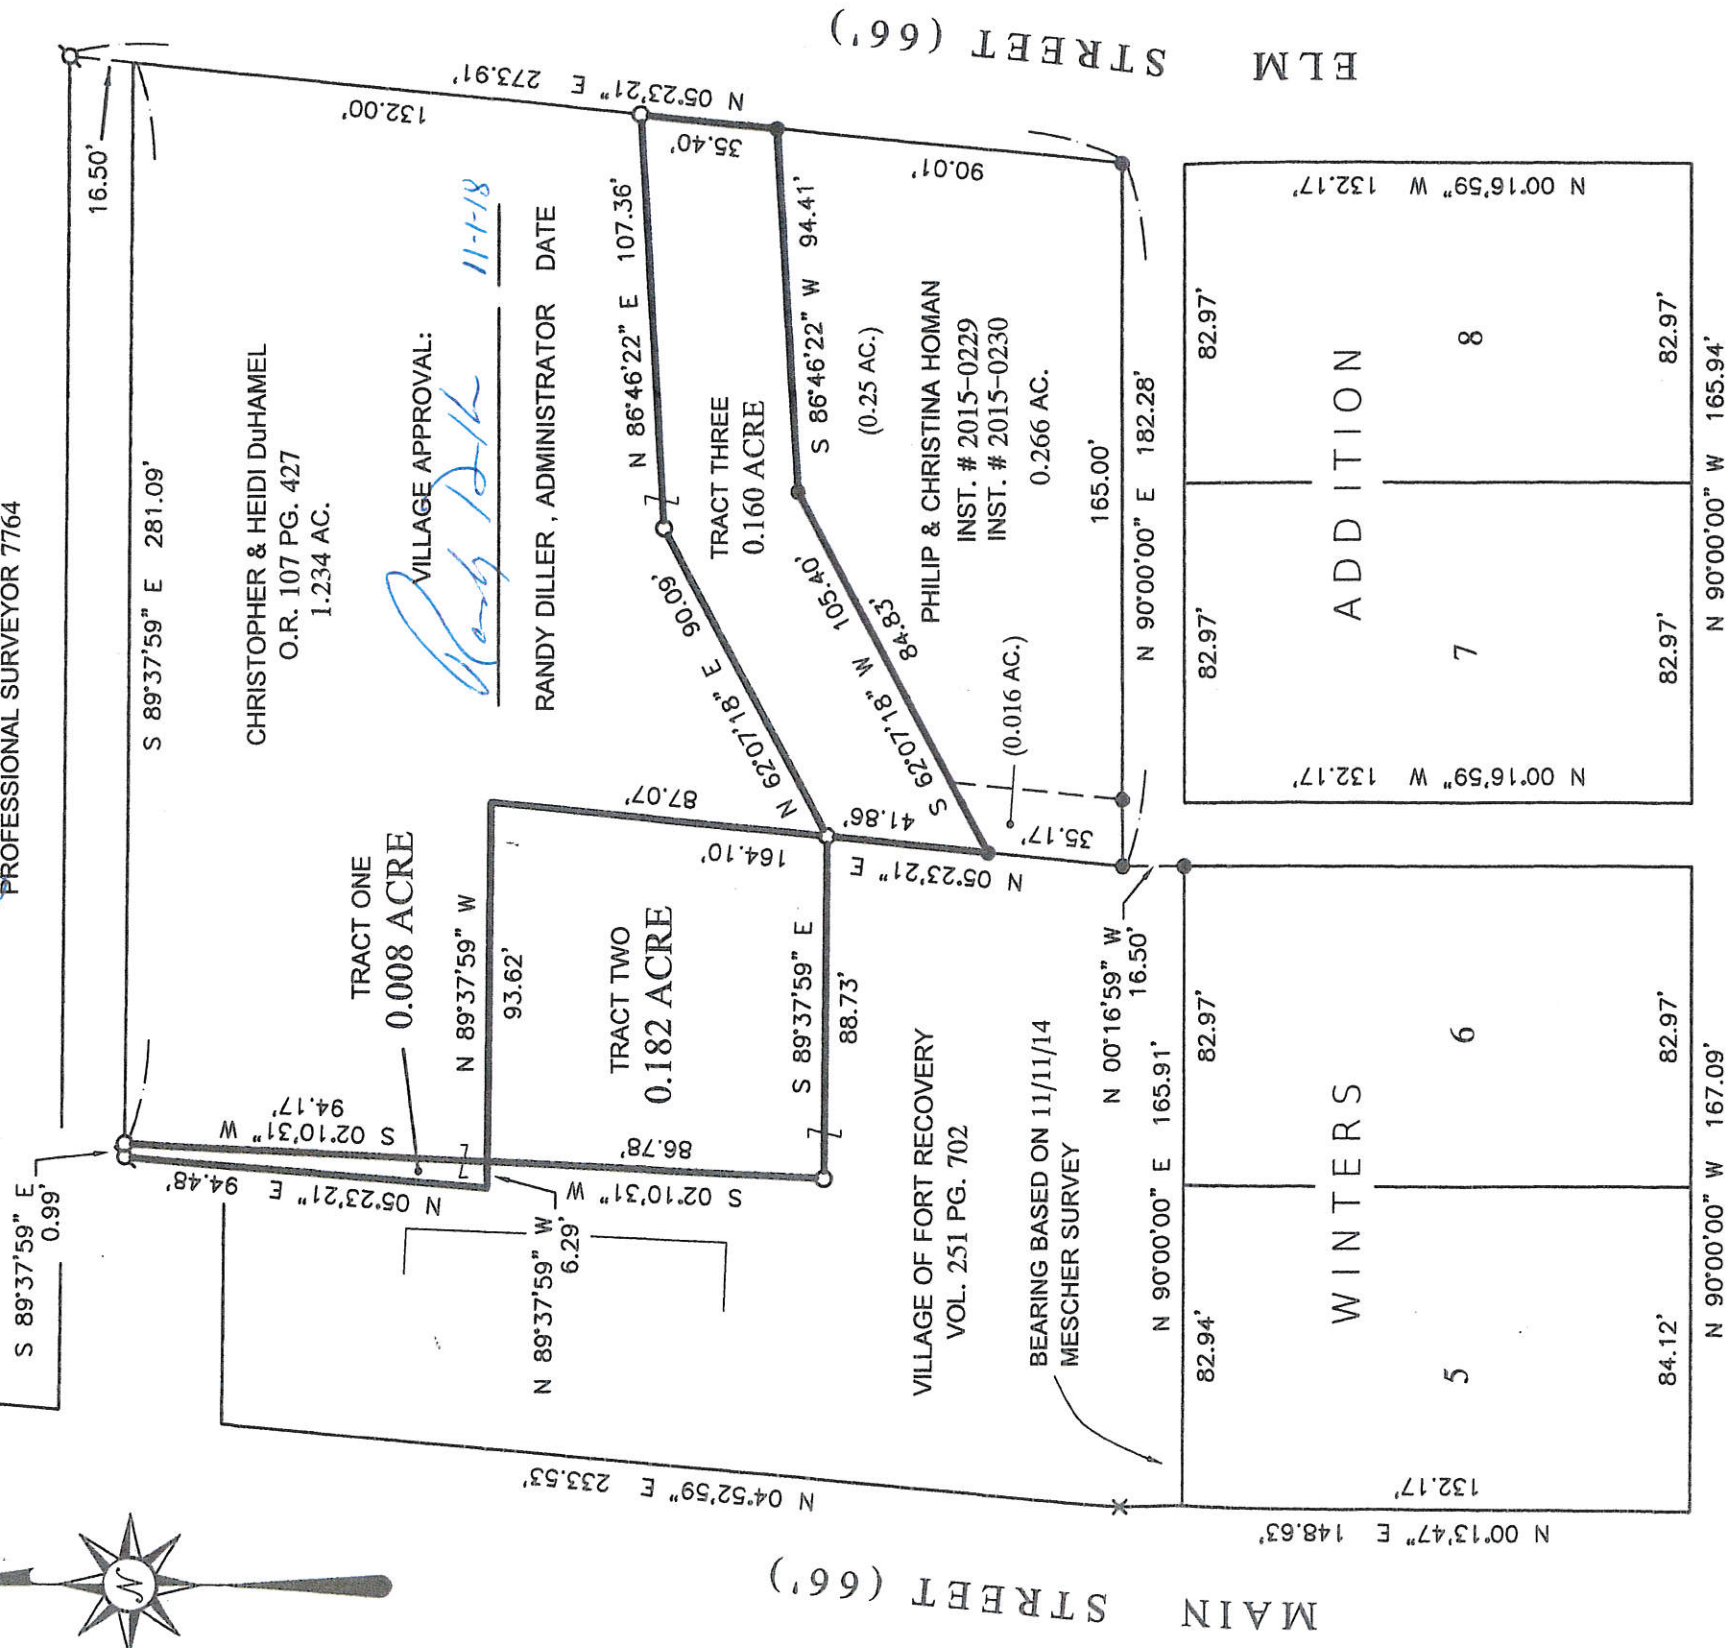 PROFESSIONAL SURVEYOR 7764
16.50'
S 89°37'59" E 281.09'
CHRISTOPHER & HEIDI DuHAMEL
O.R. 107 PG. 427
1.234 AC.
VILLAGE APPROVAL:
11-1-18
RANDY DILLER , ADMINISTRATOR DATE
132.00'
N 05°23'21" E 273.91'
35.40'
90.01'
ELM STREET (66')
N 86°46'22" E 107.36'
N 62°07'18" E 90.09'
TRACT THREE
0.160 ACRE
S 86°46'22" W 94.41'
S 62°07'18" W 105.40'
84.83'
(0.25 AC.)
PHILIP & CHRISTINA HOMAN
INST. # 2015-0229
INST. # 2015-0230
0.266 AC.
(0.016 AC.)
165.00'
N 90°00'00" E 182.28'
S 89°37'59" E
0.99'
TRACT ONE
0.008 ACRE
S 02°10'31" W
94.17'
N 05°23'21" E 94.48'
N 89°37'59" W
93.62'
87.07'
TRACT TWO
0.182 ACRE
164.10'
N 05°23'21" E
41.86'
35.17'
S 89°37'59" E
88.73'
S 02°10'31" W
86.78'
N 89°37'59" W
6.29'
VILLAGE OF FORT RECOVERY
VOL. 251 PG. 702
BEARING BASED ON 11/11/14
MESCHER SURVEY
N 00°16'59" W
16.50'
N 90°00'00" E 165.91'
N 04°52'59" E 233.53'
MAIN STREET (66')
N 00°13'47" E 148.63'
132.17'
82.94'
82.97'
82.97'
82.97'
WINTERS ADDITION
5
6
7
8
N 00°16'59" W 132.17'
N 00°16'59" W 132.17'
84.12'
82.97'
82.97'
82.97'
N 90°00'00" W 167.09'
N 90°00'00" W 165.94'
N